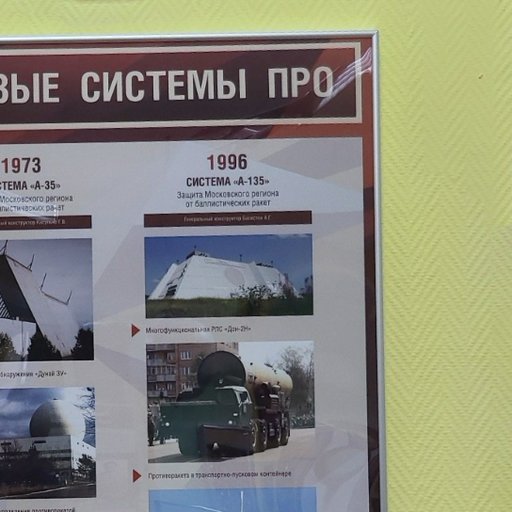 ВЫЕ СИСТЕМЫ ПРО
1973
СИСТЕМА «А-35»
Московского региона
1996
СИСТЕМА «А-135»
Защита Московского региона
от баллистических ракет
Генеральный конструктор Басистов А.Г.
Многофункциональная РЛС «Дон-2Н»
«Дунай 3У»
Противоракета в транспортно-пусковом контейнере